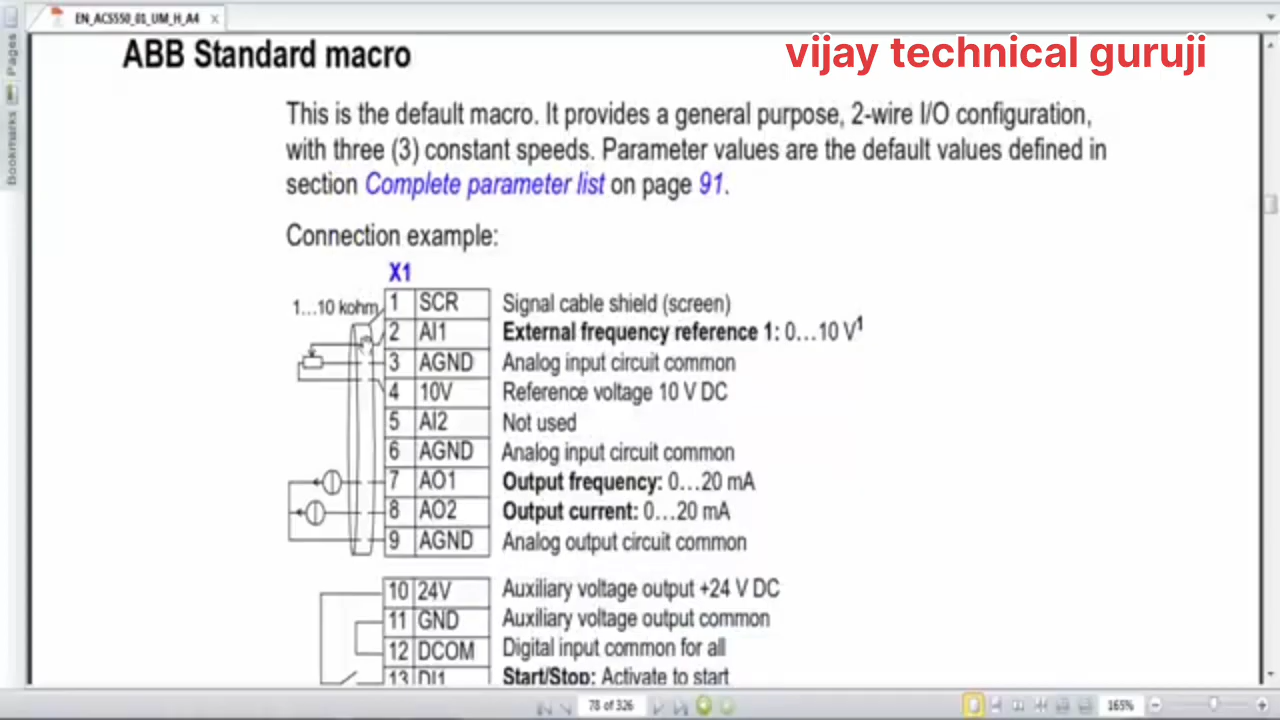 EN_ACS550_01_UM_H_A4
Pages
Bookmarks
vijay technical guruji
ABB Standard macro
This is the default macro. It provides a general purpose, 2-wire I/O configuration,
with three (3) constant speeds. Parameter values are the default values defined in
section Complete parameter list on page 91.
Connection example:
X1
1…10 kohm
1 SCR Signal cable shield (screen)
2 AI1 External frequency reference 1: 0…10 V1
3 AGND Analog input circuit common
4 10V Reference voltage 10 V DC
5 AI2 Not used
6 AGND Analog input circuit common
7 AO1 Output frequency: 0…20 mA
8 AO2 Output current: 0…20 mA
9 AGND Analog output circuit common
10 24V Auxiliary voltage output +24 V DC
11 GND Auxiliary voltage output common
12 DCOM Digital input common for all
13 DI1 Start/Stop: Activate to start
78 of 326
165%